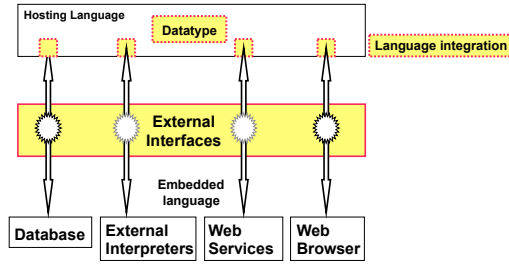 Hosting Language
Datatype
Language integration
External
Interfaces
Embedded
language
Database
External
Interpreters
Web
Services
Web
Browser